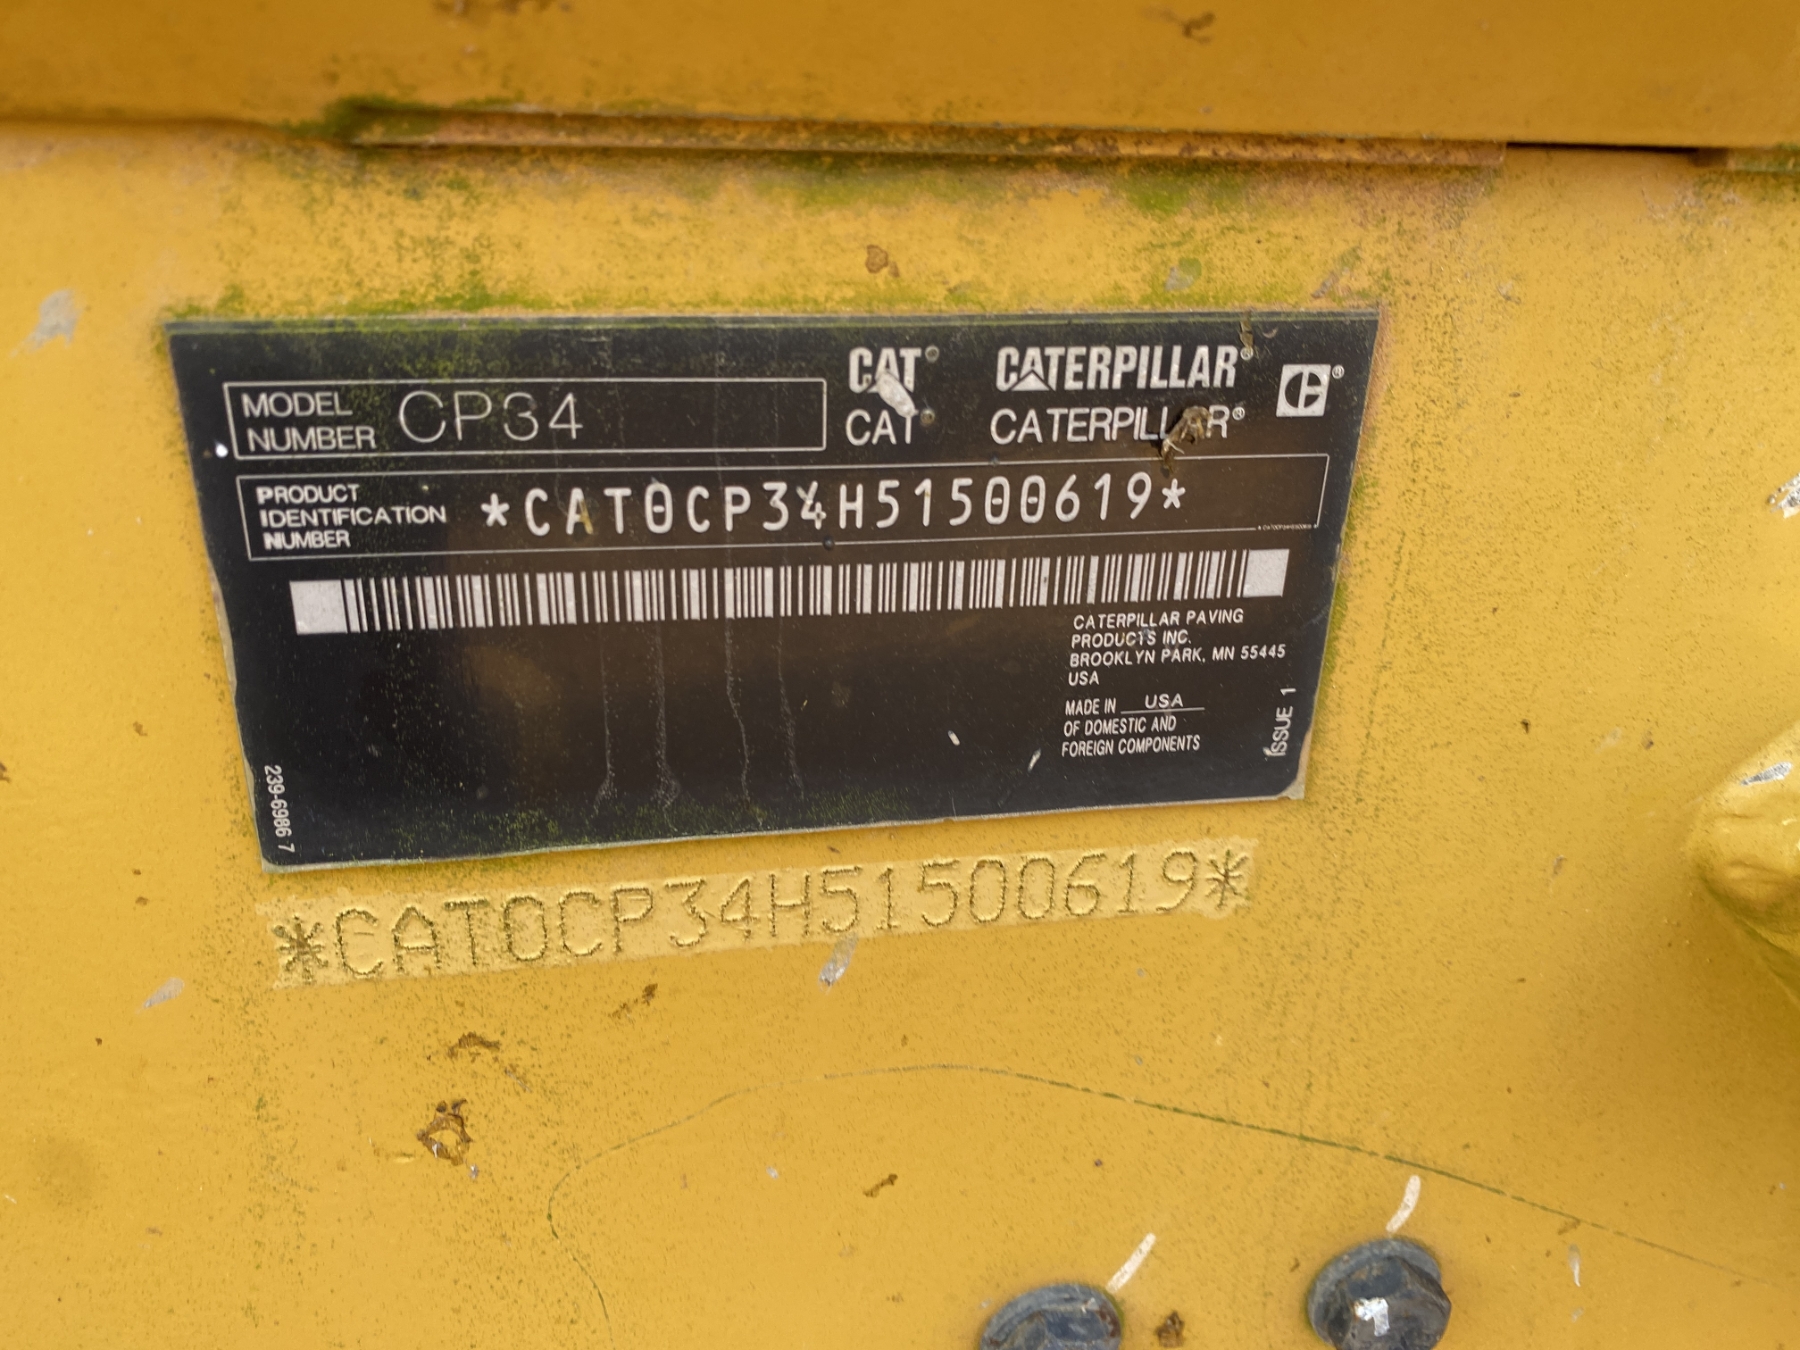 CAT® CATERPILLAR®
MODEL NUMBER CP34
CAT® CATERPILLAR®
PRODUCT IDENTIFICATION NUMBER *CAT0CP34H51500619*
CATERPILLAR PAVING
PRODUCTS INC.
BROOKLYN PARK, MN 55445
USA
MADE IN USA
OF DOMESTIC AND
FOREIGN COMPONENTS
ISSUE 1
239-6986 7
*CAT0CP34H51500619*